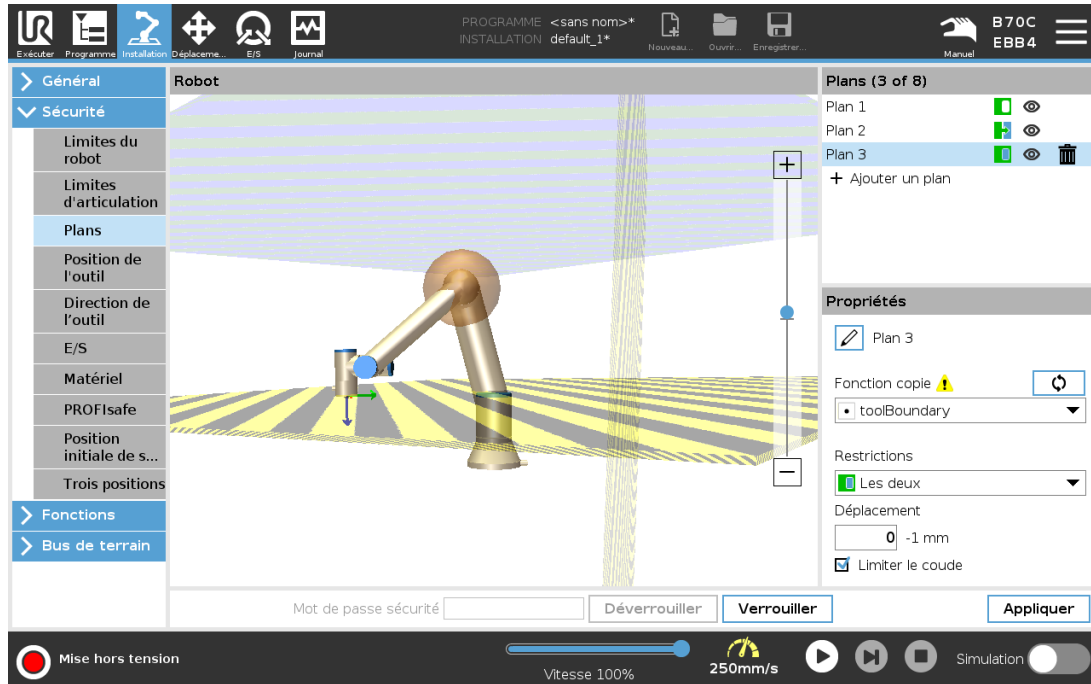 UR
PROGRAMME <sans nom>*
INSTALLATION default_1*
B70C
EBB4
Exécuter
Programme
Installation
Déplaceme...
E/S
Journal
Nouveau...
Ouvrir...
Enregistrer...
Manuel
Général
Sécurité
Limites du
robot
Limites
d'articulation
Plans
Position de
l'outil
Direction de
l’outil
E/S
Matériel
PROFIsafe
Position
initiale de s...
Trois positions
Fonctions
Bus de terrain
Robot
+
−
Plans (3 of 8)
Plan 1
Plan 2
Plan 3
+ Ajouter un plan
Propriétés
Plan 3
Fonction copie
toolBoundary
Restrictions
Les deux
Déplacement
0 -1 mm
Limiter le coude
Mot de passe sécurité
Déverrouiller
Verrouiller
Appliquer
Mise hors tension
Vitesse 100%
250mm/s
Simulation